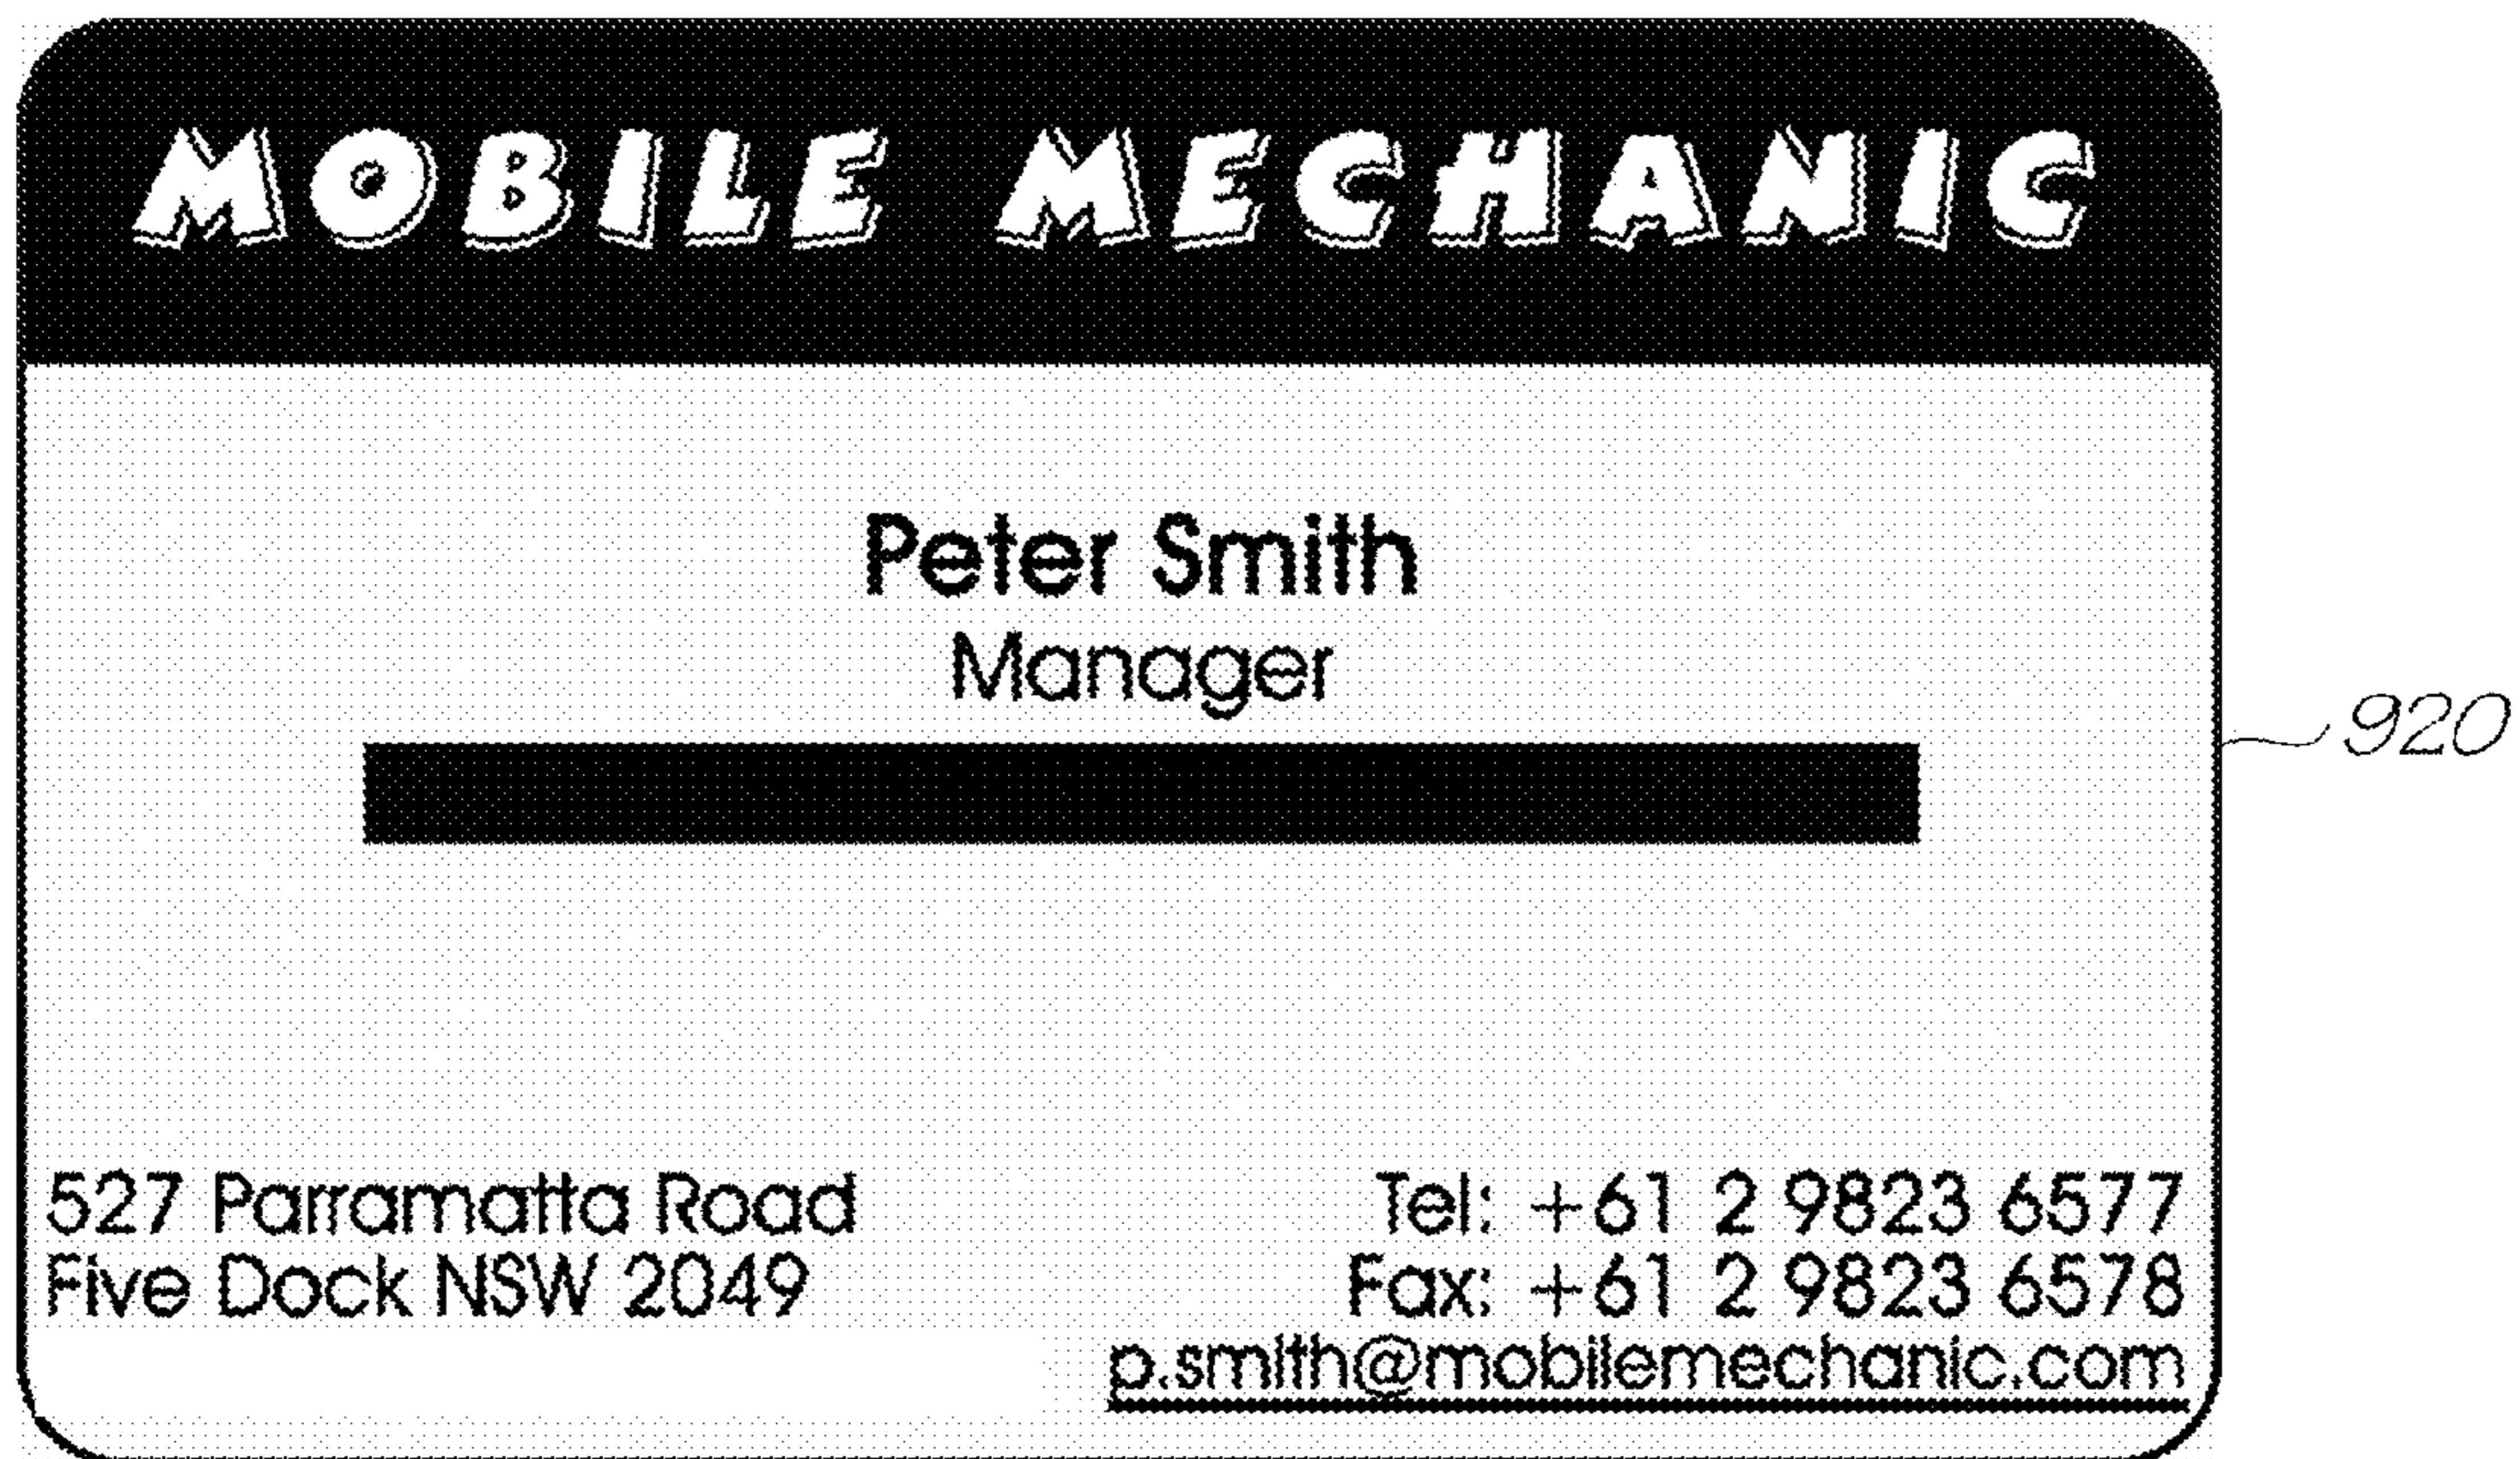 MOBILE MECHANIC
Peter Smith
Manager
920
527 Parramatta Road
Five Dock NSW 2049
Tel: +61 2 9823 6577
Fax: +61 2 9823 6578
p.smith@mobilemechanic.com